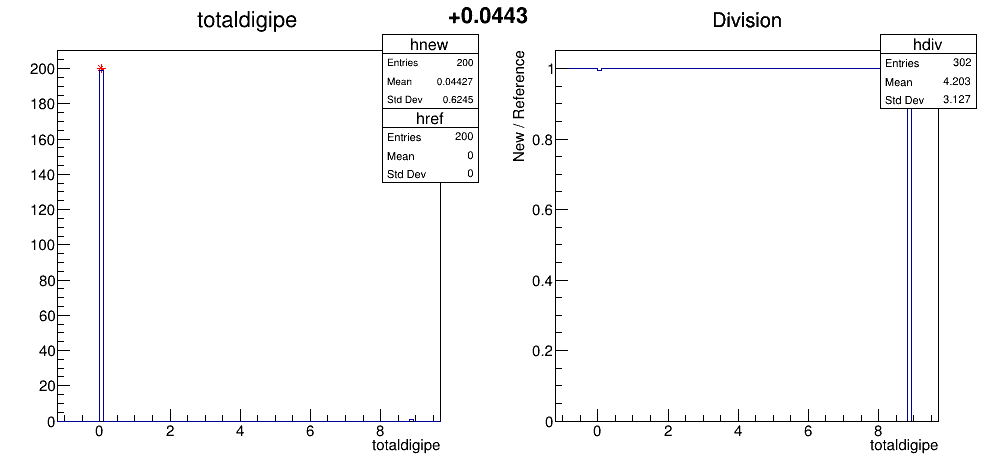 totaldigipe
+0.0443
Division
hnew
Entries 200
Mean 0.04427
Std Dev 0.6245
href
Entries 200
Mean 0
Std Dev 0
200
180
160
140
120
100
80
60
40
20
0
0 2 4 6 8
totaldigipe
hdiv
Entries 302
Mean 4.203
Std Dev 3.127
New / Reference
1
0.8
0.6
0.4
0.2
0
0 2 4 6 8
totaldigipe